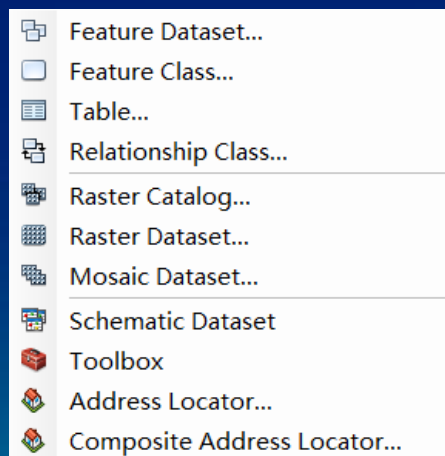 Feature Dataset...
Feature Class...
Table...
Relationship Class...
Raster Catalog...
Raster Dataset...
Mosaic Dataset...
Schematic Dataset
Toolbox
Address Locator...
Composite Address Locator...